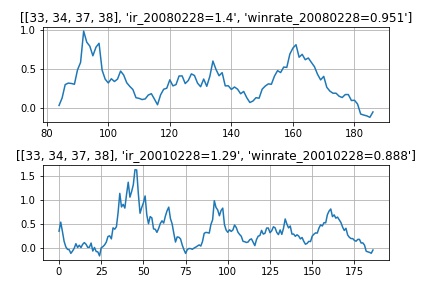 [[33, 34, 37, 38], 'ir_20080228=1.4', 'winrate_20080228=0.951']
1.0
0.5
0.0
80 100 120 140 160 180
[[33, 34, 37, 38], 'ir_20010228=1.29', 'winrate_20010228=0.888']
1.5
1.0
0.5
0.0
0 25 50 75 100 125 150 175